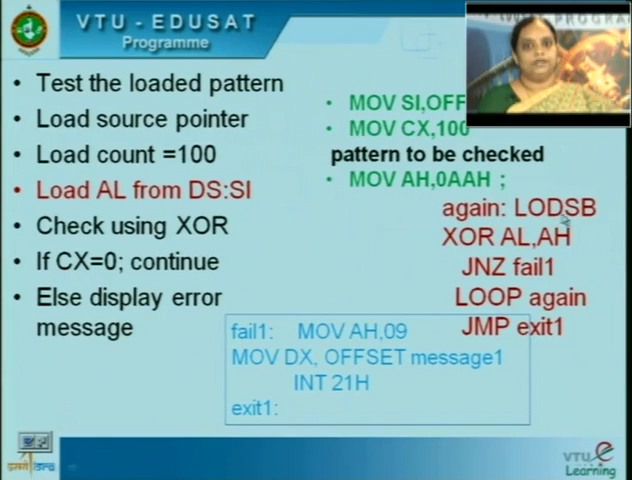 VTU - EDUSAT
Programme
PROGRAM
• Test the loaded pattern
• Load source pointer
• Load count =100
• Load AL from DS:SI
• Check using XOR
• If CX=0; continue
• Else display error
message
• MOV SI,OFF
• MOV CX,100
pattern to be checked
• MOV AH,0AAH ;
again: LODSB
XOR AL,AH
JNZ fail1
LOOP again
JMP exit1
fail1: MOV AH,09
MOV DX, OFFSET message1
INT 21H
exit1:
VTU e
Learning